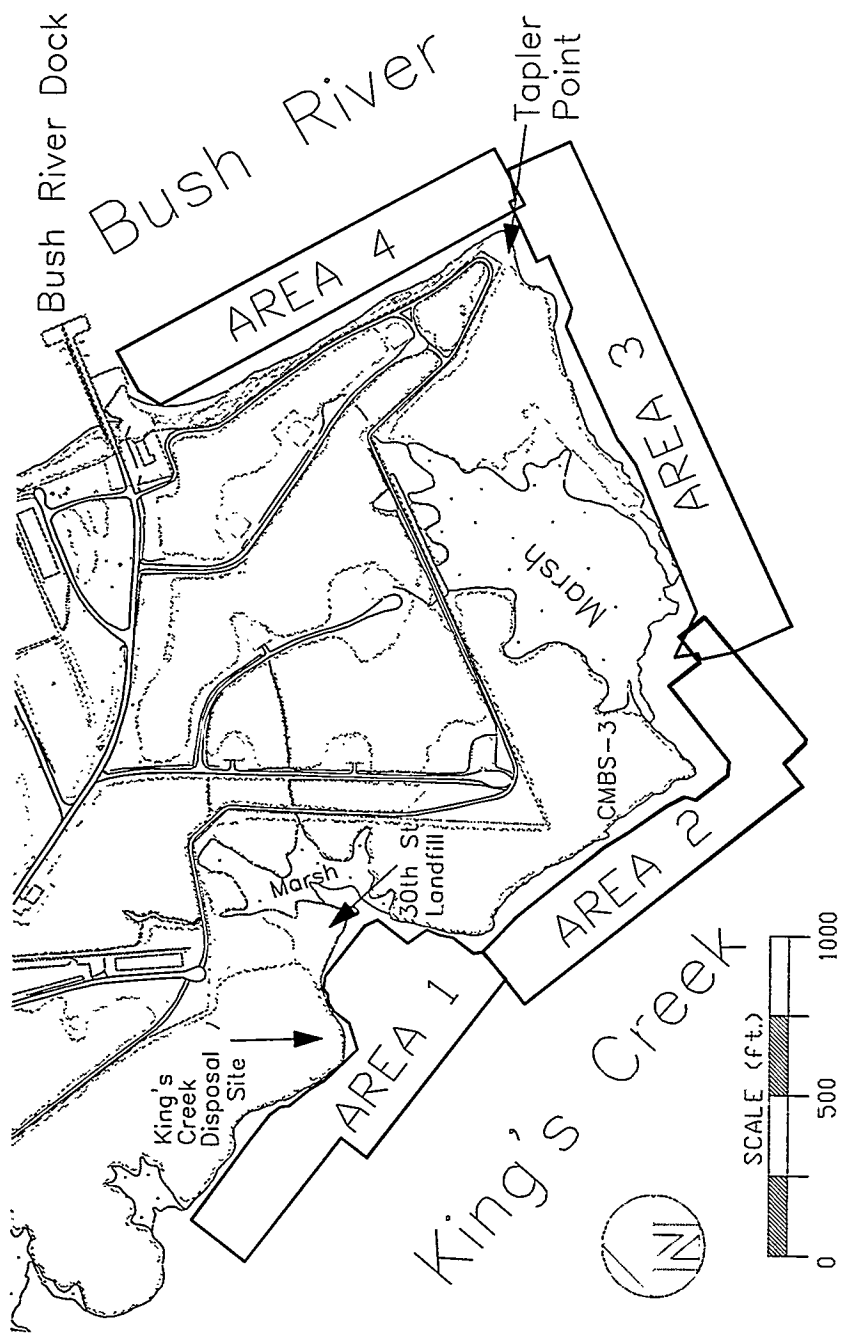 Bush River Dock
Bush River
Tapler
Point
AREA 4
AREA 3
Marsh
CMBS-3
AREA 2
Marsh
30th St
Landfill
King's
Creek
Disposal
Site
AREA 1
King's Creek
N
SCALE (ft.)
0
500
1000